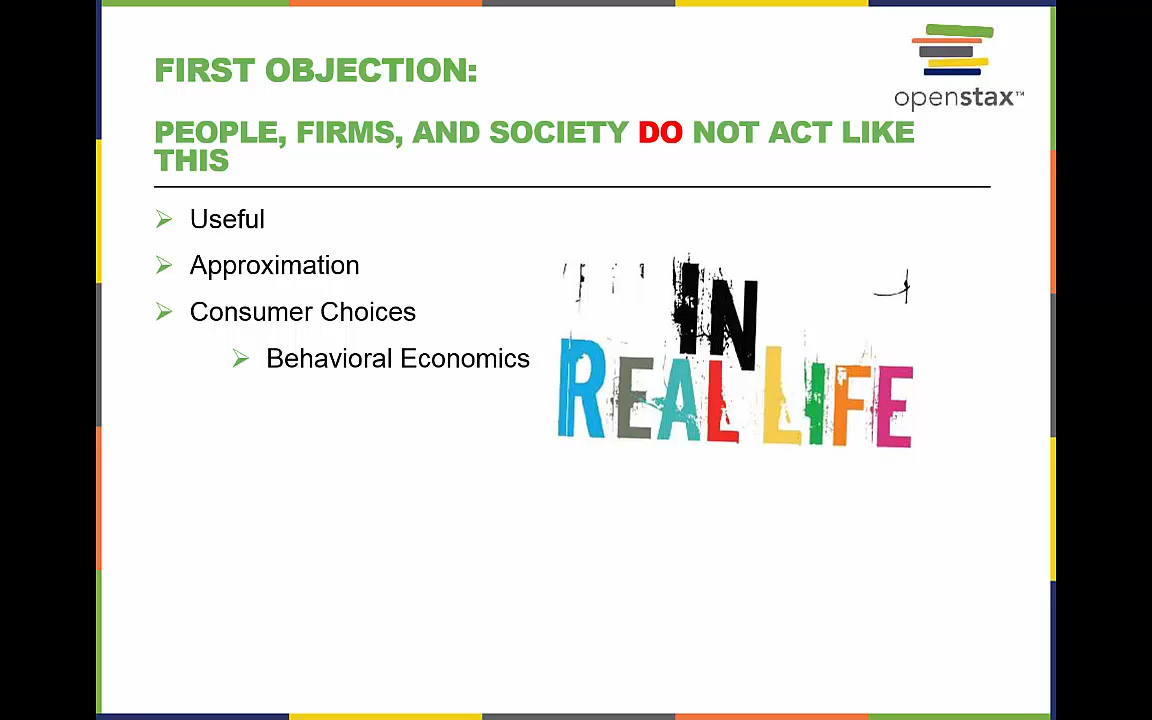 FIRST OBJECTION:
openstax™
PEOPLE, FIRMS, AND SOCIETY DO NOT ACT LIKE
THIS
Useful
Approximation
Consumer Choices
Behavioral Economics
IN
REAL LIFE